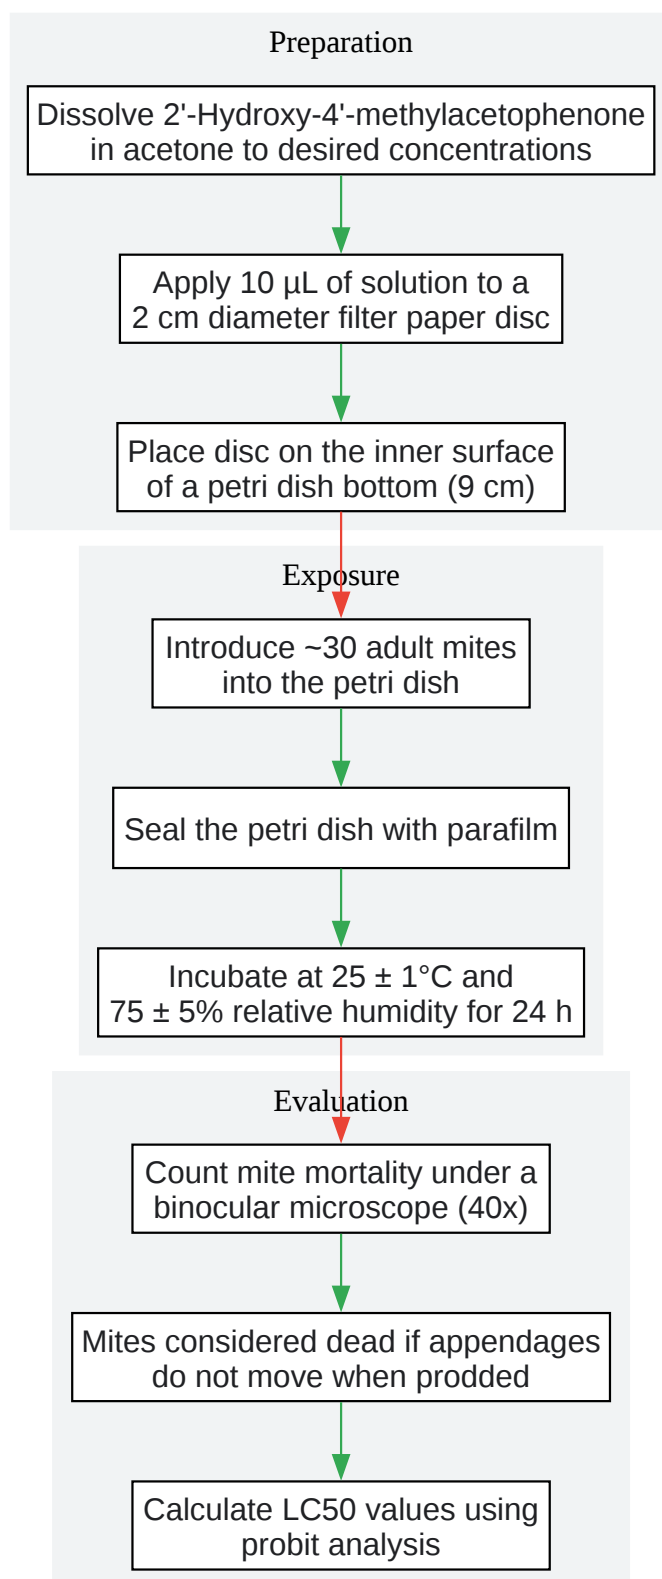 Preparation
Dissolve 2'-Hydroxy-4'-methylacetophenone
in acetone to desired concentrations
Apply 10 µL of solution to a
2 cm diameter filter paper disc
Place disc on the inner surface
of a petri dish bottom (9 cm)
Exposure
Introduce ~30 adult mites
into the petri dish
Seal the petri dish with parafilm
Incubate at 25 ± 1°C and
75 ± 5% relative humidity for 24 h
Evaluation
Count mite mortality under a
binocular microscope (40x)
Mites considered dead if appendages
do not move when prodded
Calculate LC50 values using
probit analysis